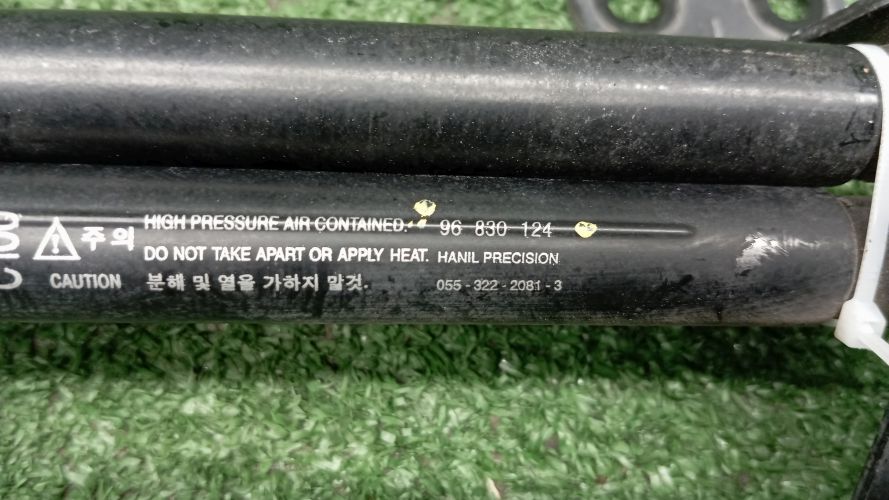 주의
CAUTION
HIGH PRESSURE AIR CONTAINED.
DO NOT TAKE APART OR APPLY HEAT.
분해 및 열을 가하지 말것.
96 830 124
HANIL PRECISION
055-322-2081-3